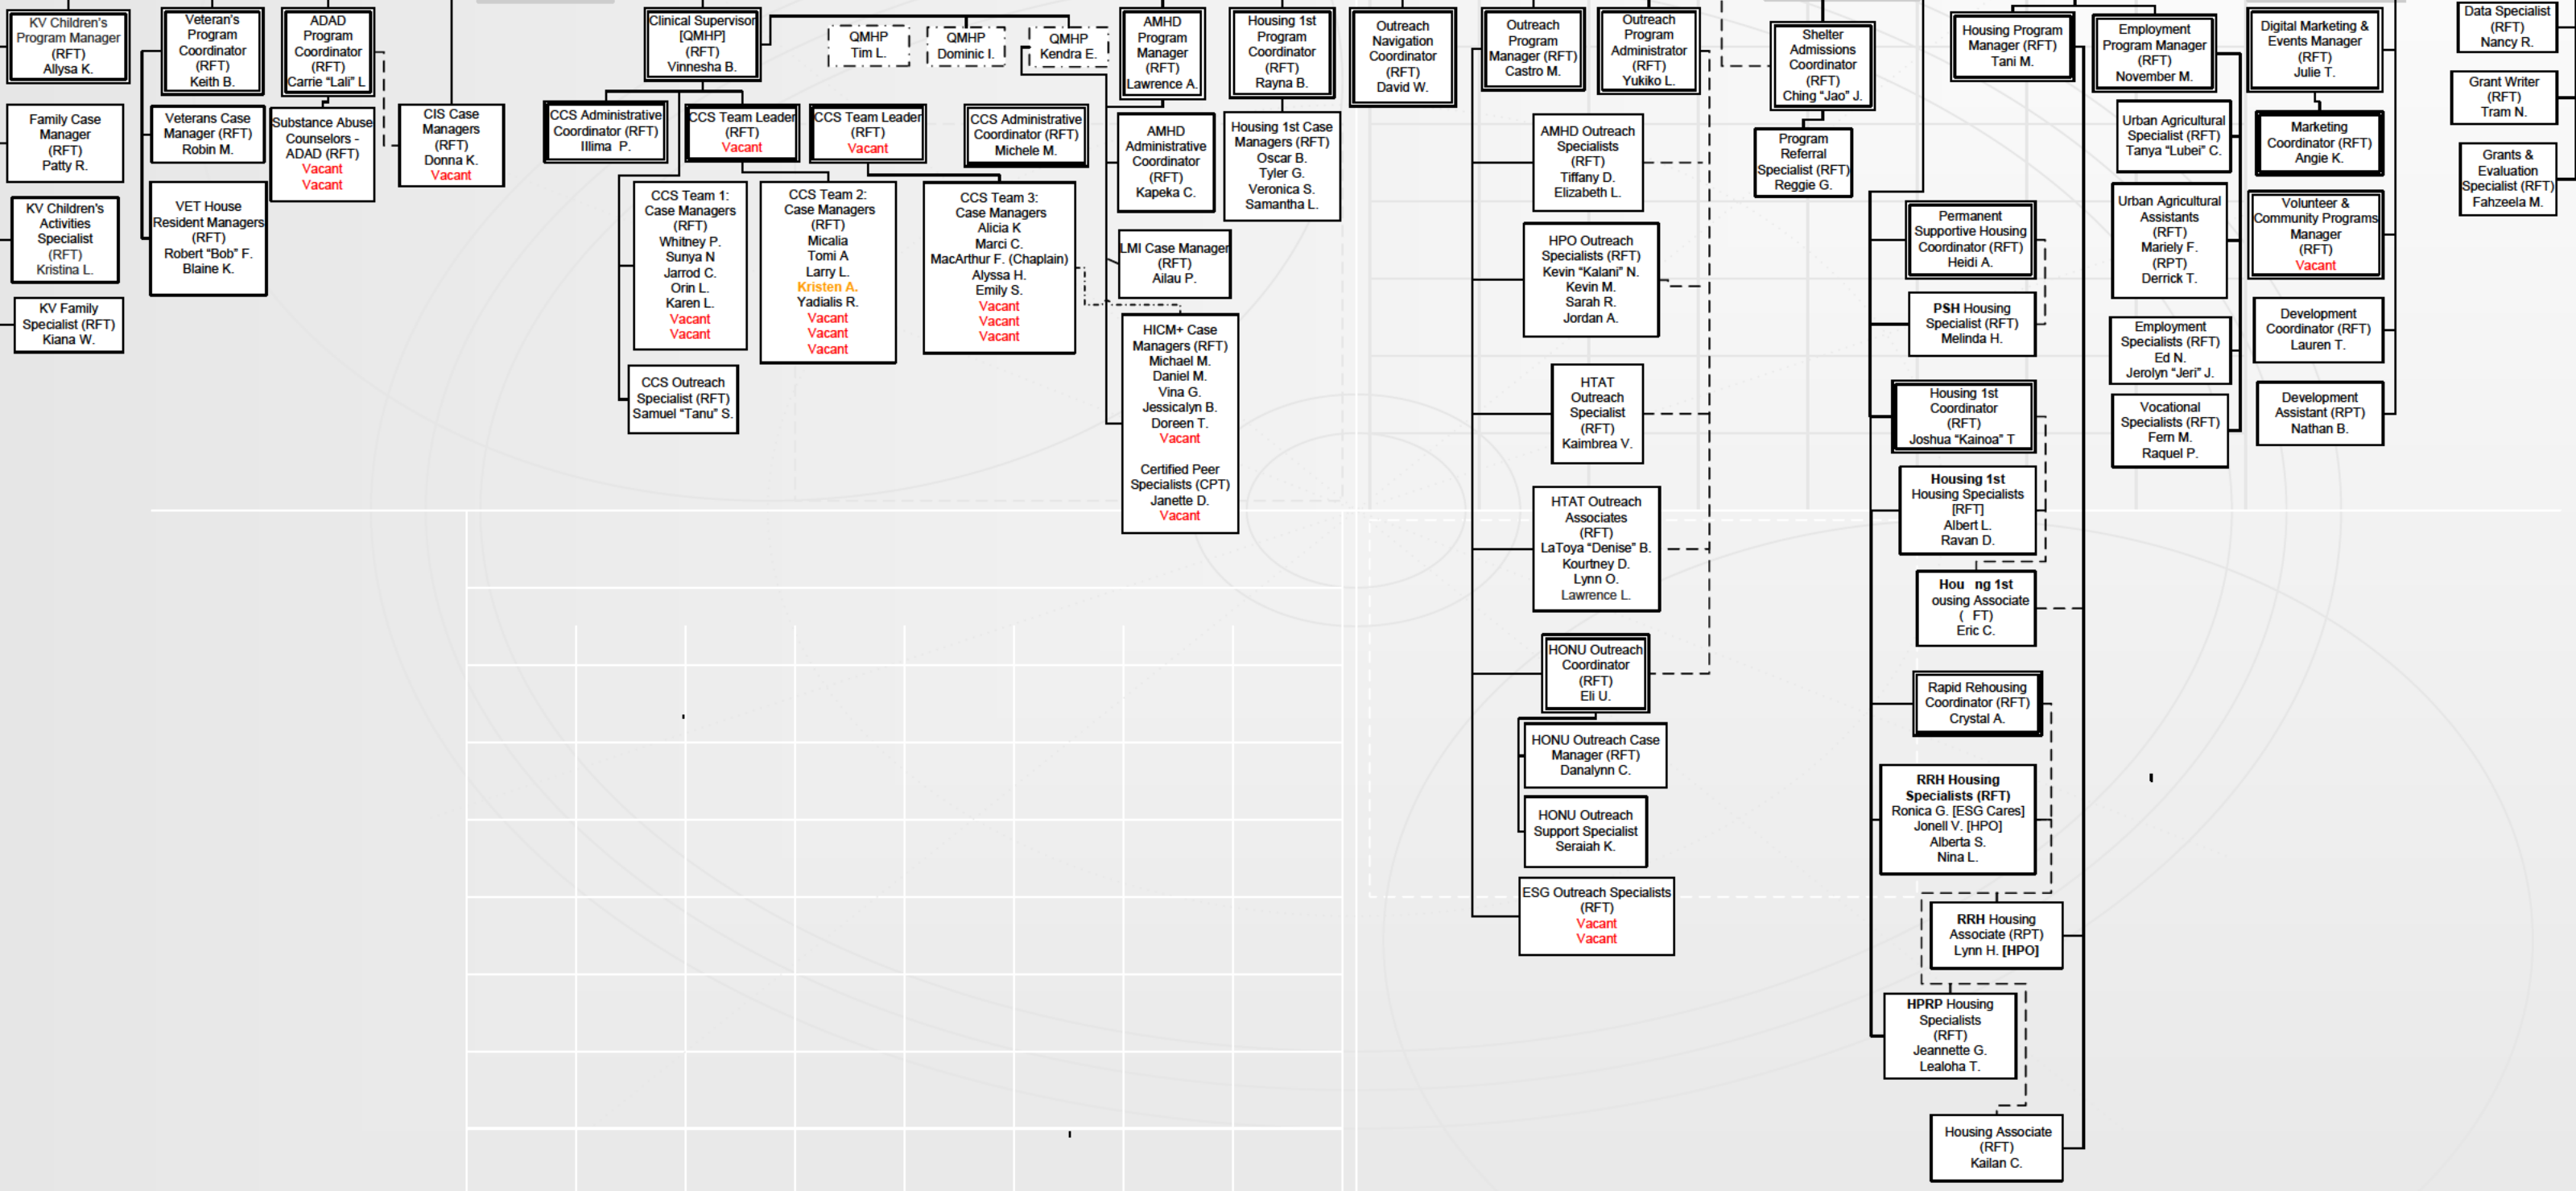 KV Children's
Program Manager
(RFT)
Allysa K.
Family Case
Manager
(RFT)
Patty R.
KV Children's
Activities
Specialist
(RFT)
Kristina L.
KV Family
Specialist (RFT)
Kiana W.
Veteran's
Program
Coordinator
(RFT)
Keith B.
Veterans Case
Manager (RFT)
Robin M.
VET House
Resident Managers
(RFT)
Robert “Bob” F.
Blaine K.
ADAD
Program
Coordinator
(RFT)
Carrie “Lali” L
Substance Abuse
Counselors -
ADAD (RFT)
Vacant
Vacant
CIS Case
Managers
(RFT)
Donna K.
Vacant
Clinical Supervisor
[QMHP]
(RFT)
Vinnesha B.
QMHP
Tim L.
QMHP
Dominic I.
QMHP
Kendra E.
CCS Administrative
Coordinator (RFT)
Illima P.
CCS Team Leader
(RFT)
Vacant
CCS Team Leader
(RFT)
Vacant
CCS Administrative
Coordinator (RFT)
Michele M.
CCS Team 1:
Case Managers
(RFT)
Whitney P.
Sunya N
Jarrod C.
Orin L.
Karen L.
Vacant
Vacant
CCS Outreach
Specialist (RFT)
Samuel “Tanu” S.
CCS Team 2:
Case Managers
(RFT)
Micalia
Tomi A
Larry L.
Kristen A.
Yadialis R.
Vacant
Vacant
Vacant
CCS Team 3:
Case Managers
Alicia K
Marci C.
MacArthur F. (Chaplain)
Alyssa H.
Emily S.
Vacant
Vacant
Vacant
AMHD
Program
Manager
(RFT)
Lawrence A.
AMHD
Administrative
Coordinator
(RFT)
Kapeka C.
LMI Case Manager
(RFT)
Ailau P.
HICM+ Case
Managers (RFT)
Michael M.
Daniel M.
Vina G.
Jessicalyn B.
Doreen T.
Vacant
Certified Peer
Specialists (CPT)
Janette D.
Vacant
Housing 1st
Program
Coordinator
(RFT)
Rayna B.
Housing 1st Case
Managers (RFT)
Oscar B.
Tyler G.
Veronica S.
Samantha L.
Outreach
Navigation
Coordinator
(RFT)
David W.
Outreach
Program
Manager (RFT)
Castro M.
Outreach
Program
Administrator
(RFT)
Yukiko L.
AMHD Outreach
Specialists
(RFT)
Tiffany D.
Elizabeth L.
HPO Outreach
Specialists (RFT)
Kevin “Kalani” N.
Kevin M.
Sarah R.
Jordan A.
HTAT
Outreach
Specialist
(RFT)
Kaimbrea V.
HTAT Outreach
Associates
(RFT)
LaToya “Denise” B.
Kourtney D.
Lynn O.
Lawrence L.
HONU Outreach
Coordinator
(RFT)
Eli U.
HONU Outreach Case
Manager (RFT)
Danalynn C.
HONU Outreach
Support Specialist
Seraiah K.
ESG Outreach Specialists
(RFT)
Vacant
Vacant
Shelter
Admissions
Coordinator
(RFT)
Ching “Jao” J.
Program
Referral
Specialist (RFT)
Reggie G.
Housing Program
Manager (RFT)
Tani M.
Permanent
Supportive Housing
Coordinator (RFT)
Heidi A.
PSH Housing
Specialist (RFT)
Melinda H.
Housing 1st
Coordinator
(RFT)
Joshua “Kainoa” T
Housing 1st
Housing Specialists
[RFT]
Albert L.
Ravan D.
Hou ng 1st
ousing Associate
( FT)
Eric C.
Rapid Rehousing
Coordinator (RFT)
Crystal A.
RRH Housing
Specialists (RFT)
Ronica G. [ESG Cares]
Jonell V. [HPO]
Alberta S.
Nina L.
RRH Housing
Associate (RPT)
Lynn H. [HPO]
HPRP Housing
Specialists
(RFT)
Jeannette G.
Lealoha T.
Housing Associate
(RFT)
Kailan C.
Employment
Program Manager
(RFT)
November M.
Urban Agricultural
Specialist (RFT)
Tanya “Lubei” C.
Urban Agricultural
Assistants
(RFT)
Mariely F.
(RPT)
Derrick T.
Employment
Specialists (RFT)
Ed N.
Jerolyn “Jeri” J.
Vocational
Specialists (RFT)
Fern M.
Raquel P.
Digital Marketing &
Events Manager
(RFT)
Julie T.
Marketing
Coordinator (RFT)
Angie K.
Volunteer &
Community Programs
Manager
(RFT)
Vacant
Development
Coordinator (RFT)
Lauren T.
Development
Assistant (RPT)
Nathan B.
Data Specialist
(RFT)
Nancy R.
Grant Writer
(RFT)
Tram N.
Grants &
Evaluation
Specialist (RFT)
Fahzeela M.